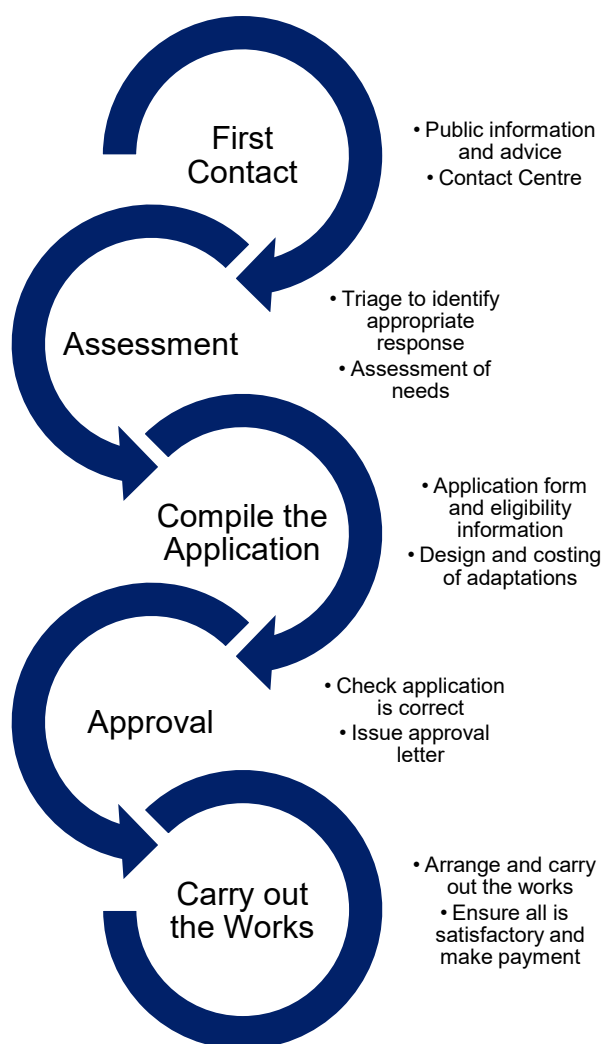 First
Contact
• Public information
and advice
• Contact Centre
Assessment
• Triage to identify
appropriate
response
• Assessment of
needs
Compile the
Application
• Application form
and eligibility
information
• Design and costing
of adaptations
Approval
• Check application
is correct
• Issue approval
letter
Carry out
the Works
• Arrange and carry
out the works
• Ensure all is
satisfactory and
make payment